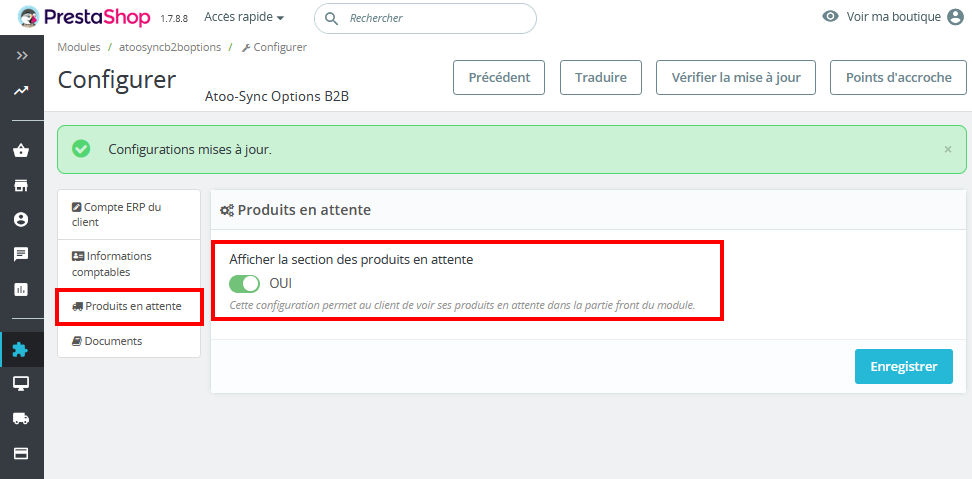 PrestaShop 1.7.8.8 Accès rapide Rechercher Voir ma boutique
Modules / atoosyncb2boptions / Configurer
Configurer
Atoo-Sync Options B2B
Précédent Traduire Vérifier la mise à jour Points d'accroche
Configurations mises à jour. ×
Compte ERP du
client
Informations
comptables
Produits en attente
Documents
Produits en attente
Afficher la section des produits en attente
OUI
Cette configuration permet au client de voir ses produits en attente dans la partie front du module.
Enregistrer